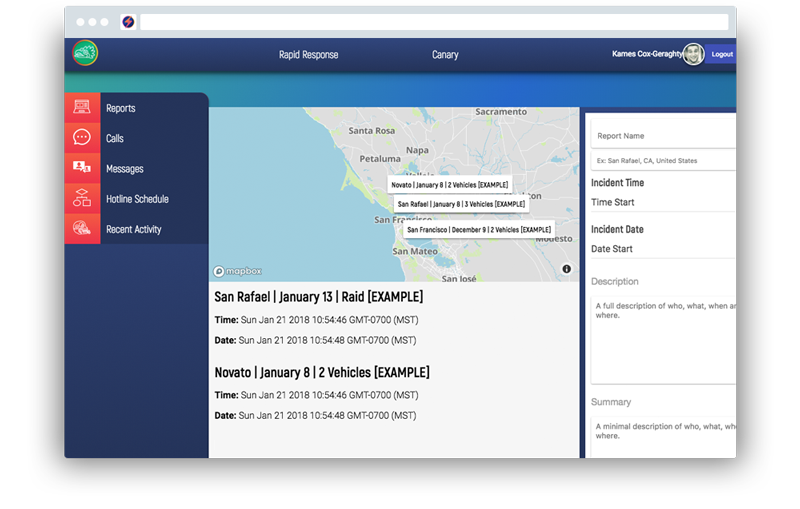 Rapid Response
Canary
Kames Cox-Geraghty
Logout
Reports
Calls
Messages
Hotline Schedule
Recent Activity
Sacramento
Santa Rosa
Napa
Petaluma
Novato | January 8 | 2 Vehicles [EXAMPLE]
San Rafael | January 8 | 3 Vehicles [EXAMPLE]
San Francisco | December 9 | 2 Vehicles [EXAMPLE]
San Francisco
Modesto
San Mateo
San José
mapbox
San Rafael | January 13 | Raid [EXAMPLE]
Time: Sun Jan 21 2018 10:54:46 GMT-0700 (MST)
Date: Sun Jan 21 2018 10:54:48 GMT-0700 (MST)
Novato | January 8 | 2 Vehicles [EXAMPLE]
Time: Sun Jan 21 2018 10:54:46 GMT-0700 (MST)
Date: Sun Jan 21 2018 10:54:48 GMT-0700 (MST)
Report Name
Ex: San Rafael, CA, United States
Incident Time
Time Start
Incident Date
Date Start
Description
A full description of who, what, when an
where.
Summary
A minimal description of who, what, wh
where.